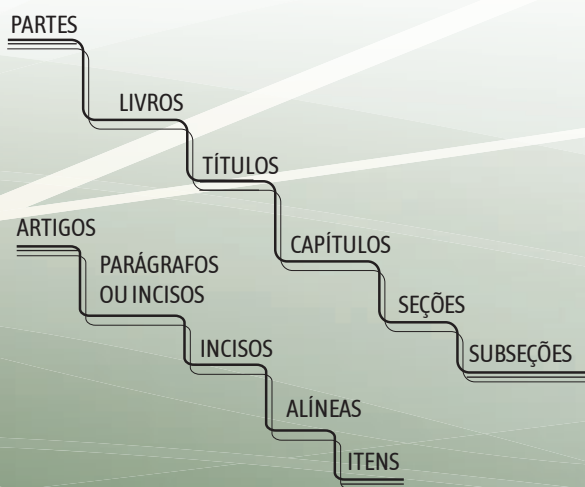 PARTES
LIVROS
TÍTULOS
CAPÍTULOS
SEÇÕES
SUBSEÇÕES
ARTIGOS
PARÁGRAFOS
OU INCISOS
INCISOS
ALÍNEAS
ITENS